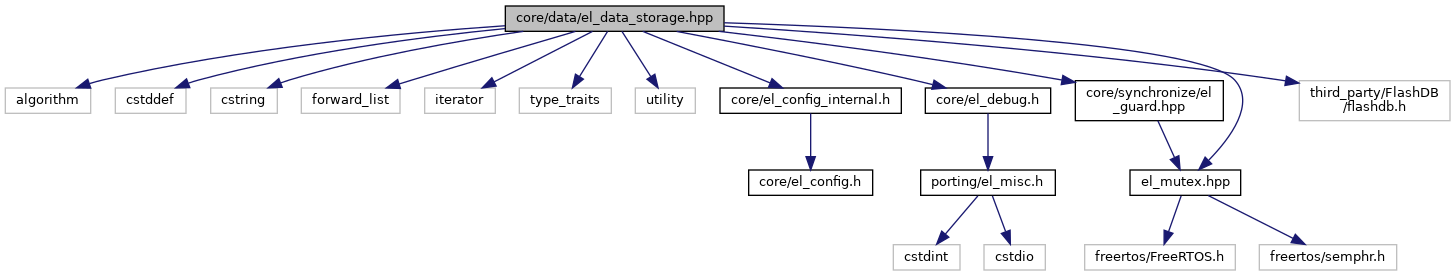 core/data/el_data_storage.hpp
algorithm
cstddef
cstring
forward_list
iterator
type_traits
utility
core/el_config_internal.h
core/el_debug.h
core/synchronize/el
_guard.hpp
third_party/FlashDB
/flashdb.h
core/el_config.h
porting/el_misc.h
el_mutex.hpp
cstdint
cstdio
freertos/FreeRTOS.h
freertos/semphr.h